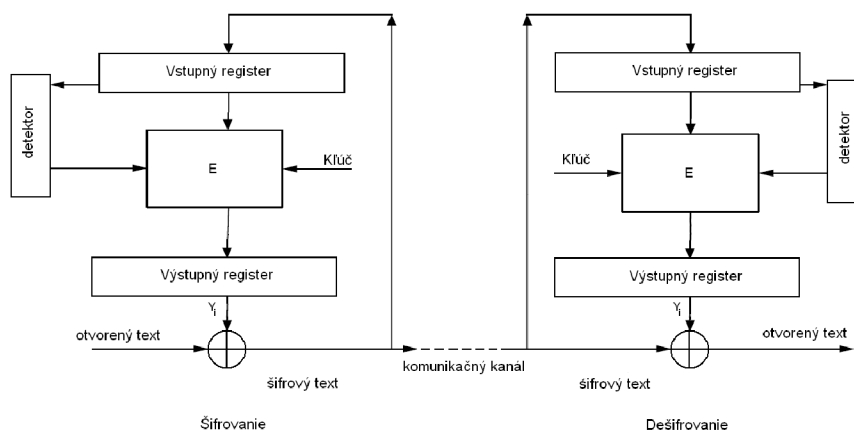 Vstupný register
detektor
E
Kľúč
Výstupný register
Yi
otvorený text
šifrový text
Šifrovanie
komunikačný kanál
Vstupný register
detektor
Kľúč
E
Výstupný register
Yi
otvorený text
šifrový text
Dešifrovanie